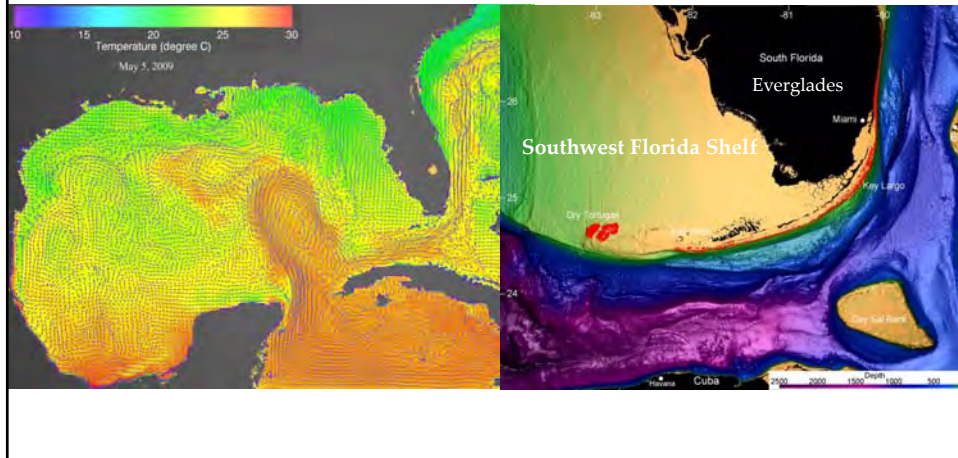 10 15 20 25 30
Temperature (degree C)
May 5, 2009
-83 -82 -81 -80
South Florida
Everglades
-26
Miami
Southwest Florida Shelf
Key Largo
-25
Dry Tortugas
-24
Cay Sal Bank
Havana
Cuba
Depth
2500 2000 1500 1000 500